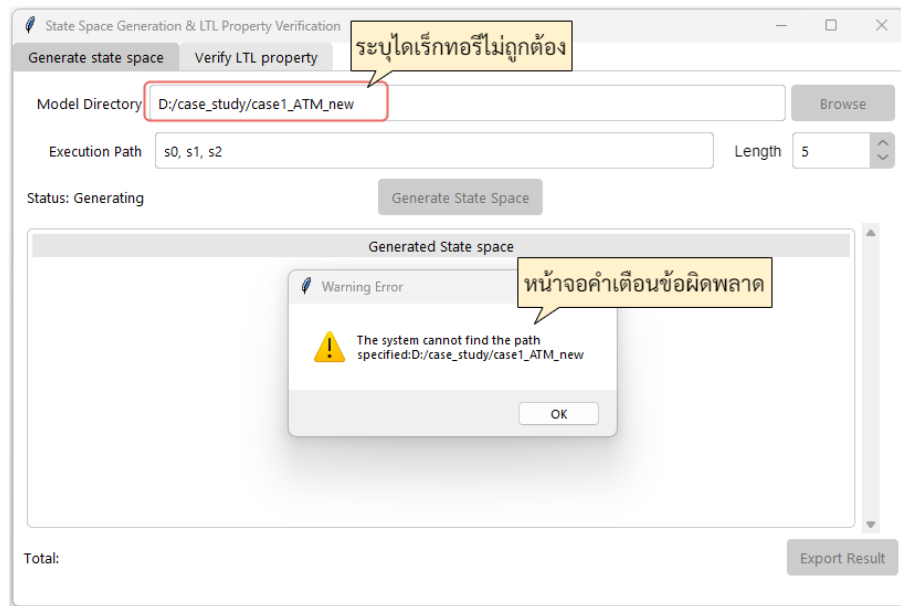 State Space Generation & LTL Property Verification
ระบุไดเร็กทอรีไม่ถูกต้อง
Generate state space Verify LTL property
Model Directory D:/case_study/case1_ATM_new Browse
Execution Path s0, s1, s2 Length 5
Status: Generating Generate State Space
Generated State space
หน้าจอคำเตือนข้อผิดพลาด
Warning Error
The system cannot find the path
specified:D:/case_study/case1_ATM_new
OK
Total: Export Result